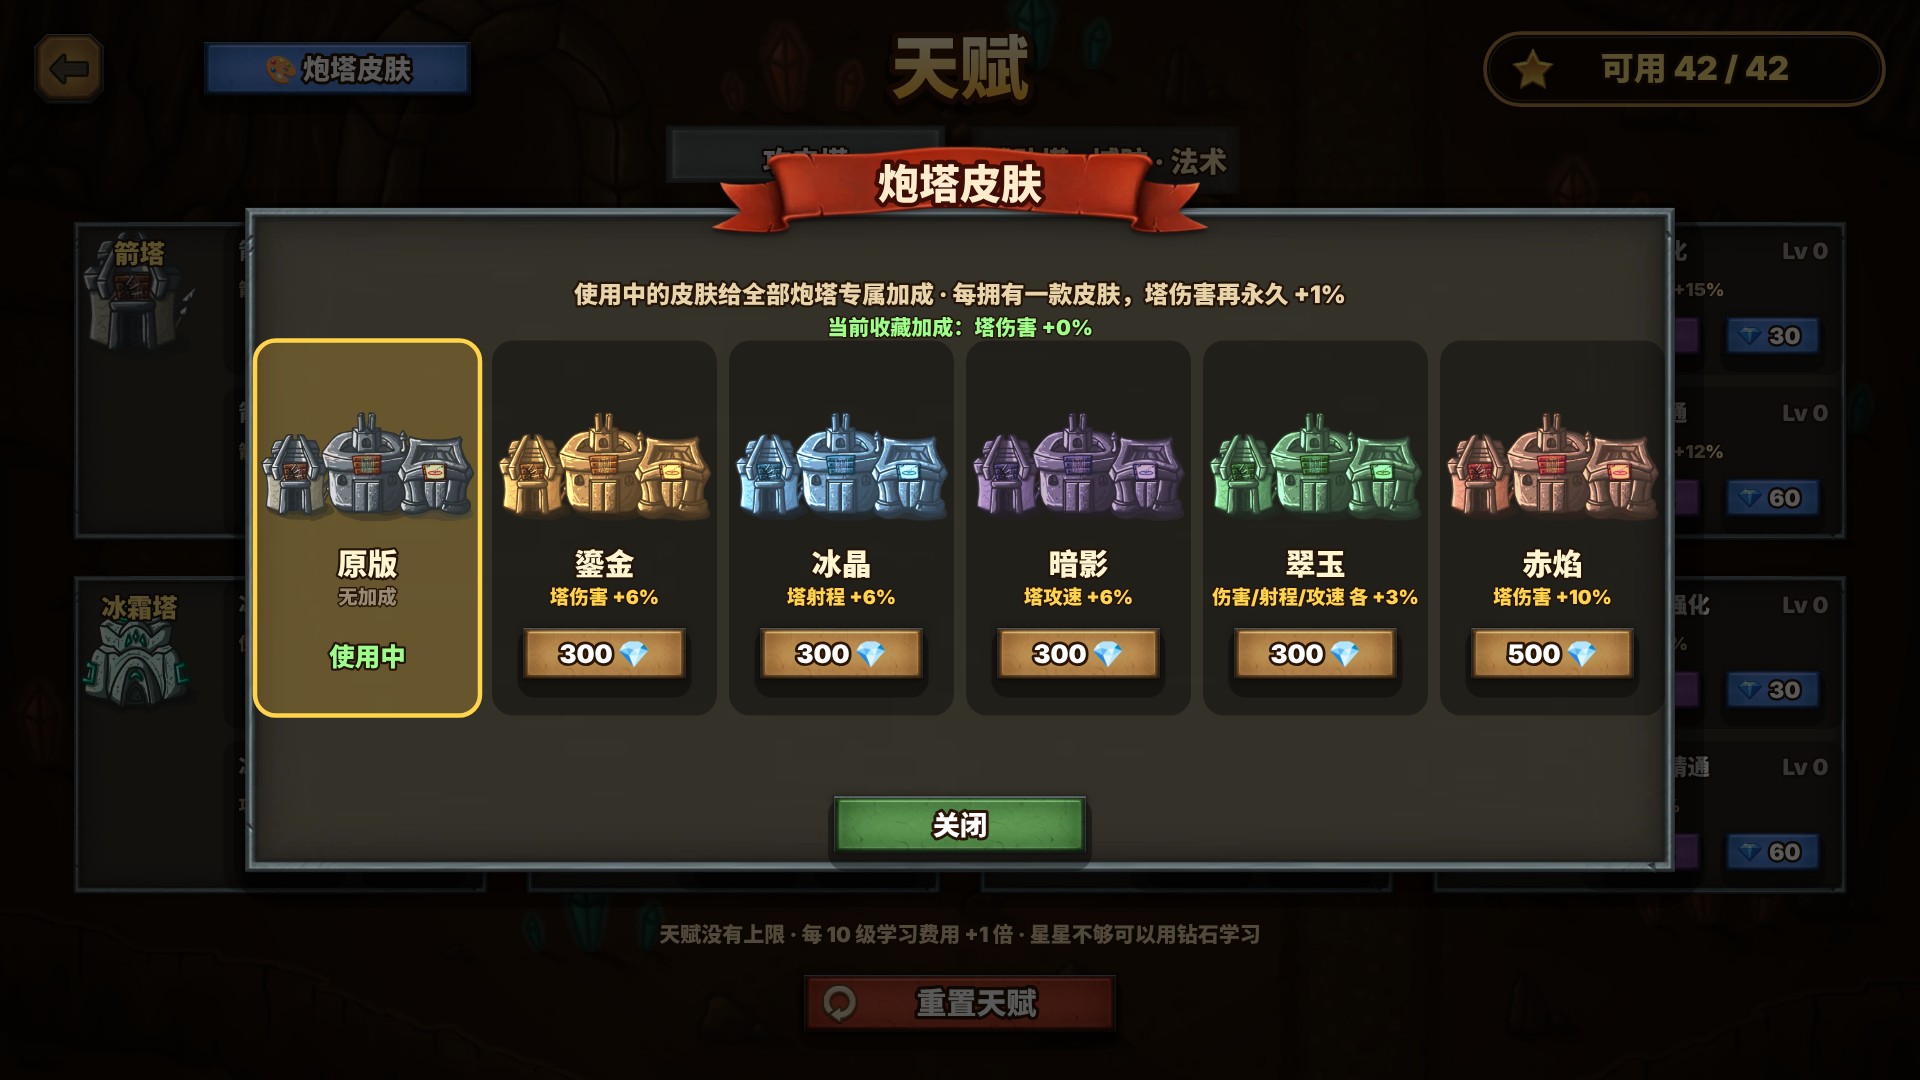 炮塔皮肤
天赋
可用 42 / 42
法术
炮塔皮肤
使用中的皮肤给全部炮塔专属加成 · 每拥有一款皮肤，塔伤害再永久 +1%
当前收藏加成：塔伤害 +0%
原版
无加成
使用中
鎏金
塔伤害 +6%
300
冰晶
塔射程 +6%
300
暗影
塔攻速 +6%
300
翠玉
伤害/射程/攻速 各 +3%
300
赤焰
塔伤害 +10%
500
关闭
箭塔
Lv 0
+15%
30
Lv 0
+12%
60
冰霜塔
强化
Lv 0
30
精通
Lv 0
60
天赋没有上限 · 每 10 级学习费用 +1 倍 · 星星不够可以用钻石学习
重置天赋